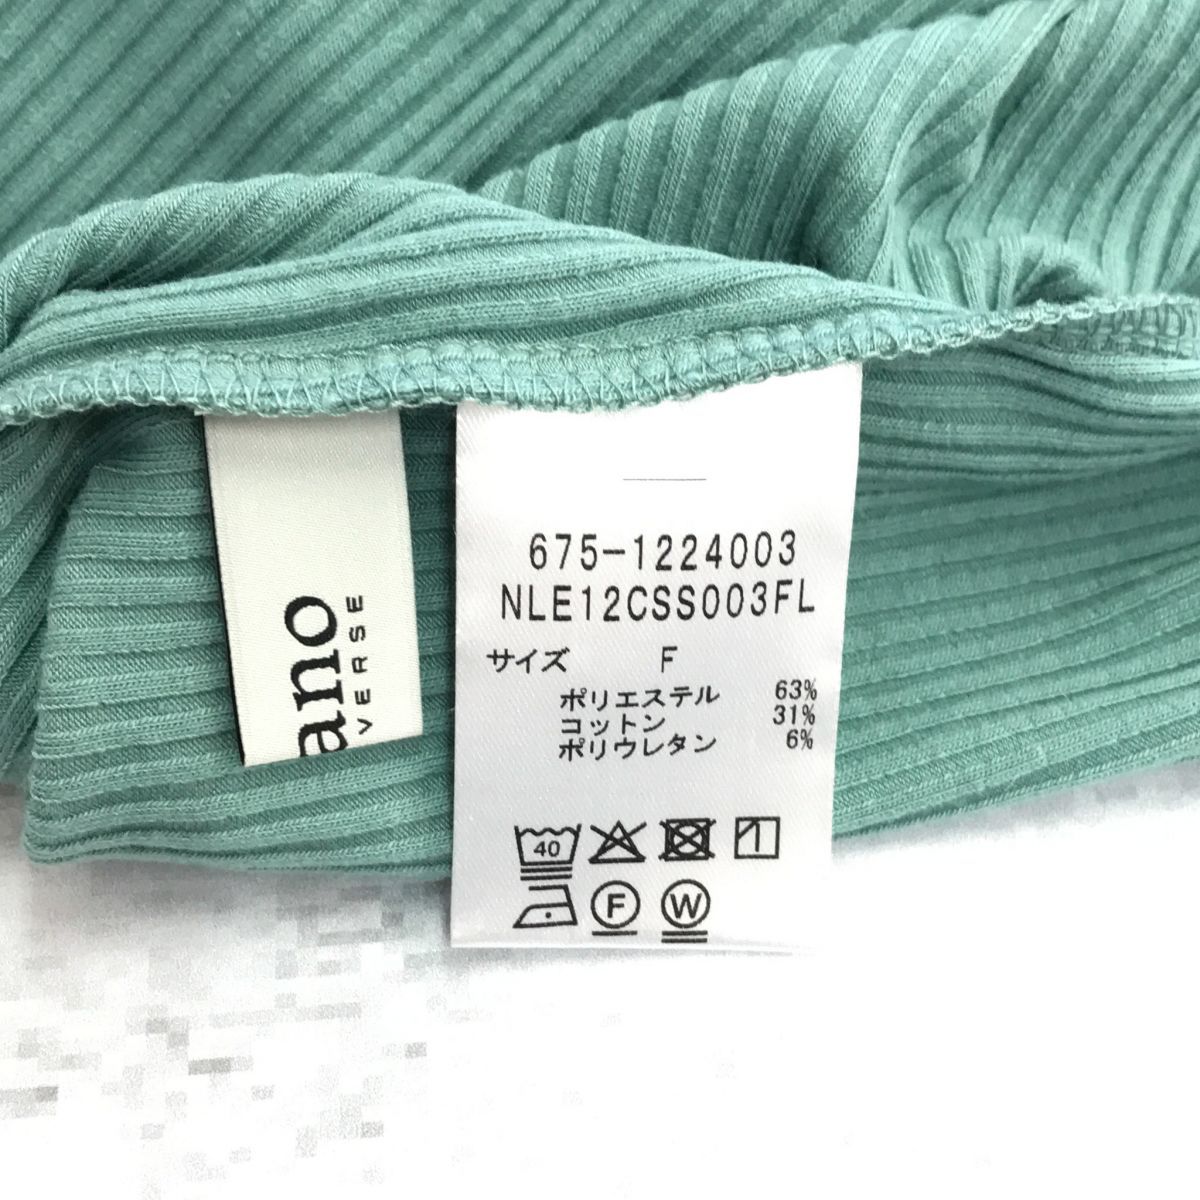 ano
VERSE
675-1224003
NLE12CSS003FL
サイズ F
ポリエステル 63%
コットン 31%
ポリウレタン 6%
40
1
F W